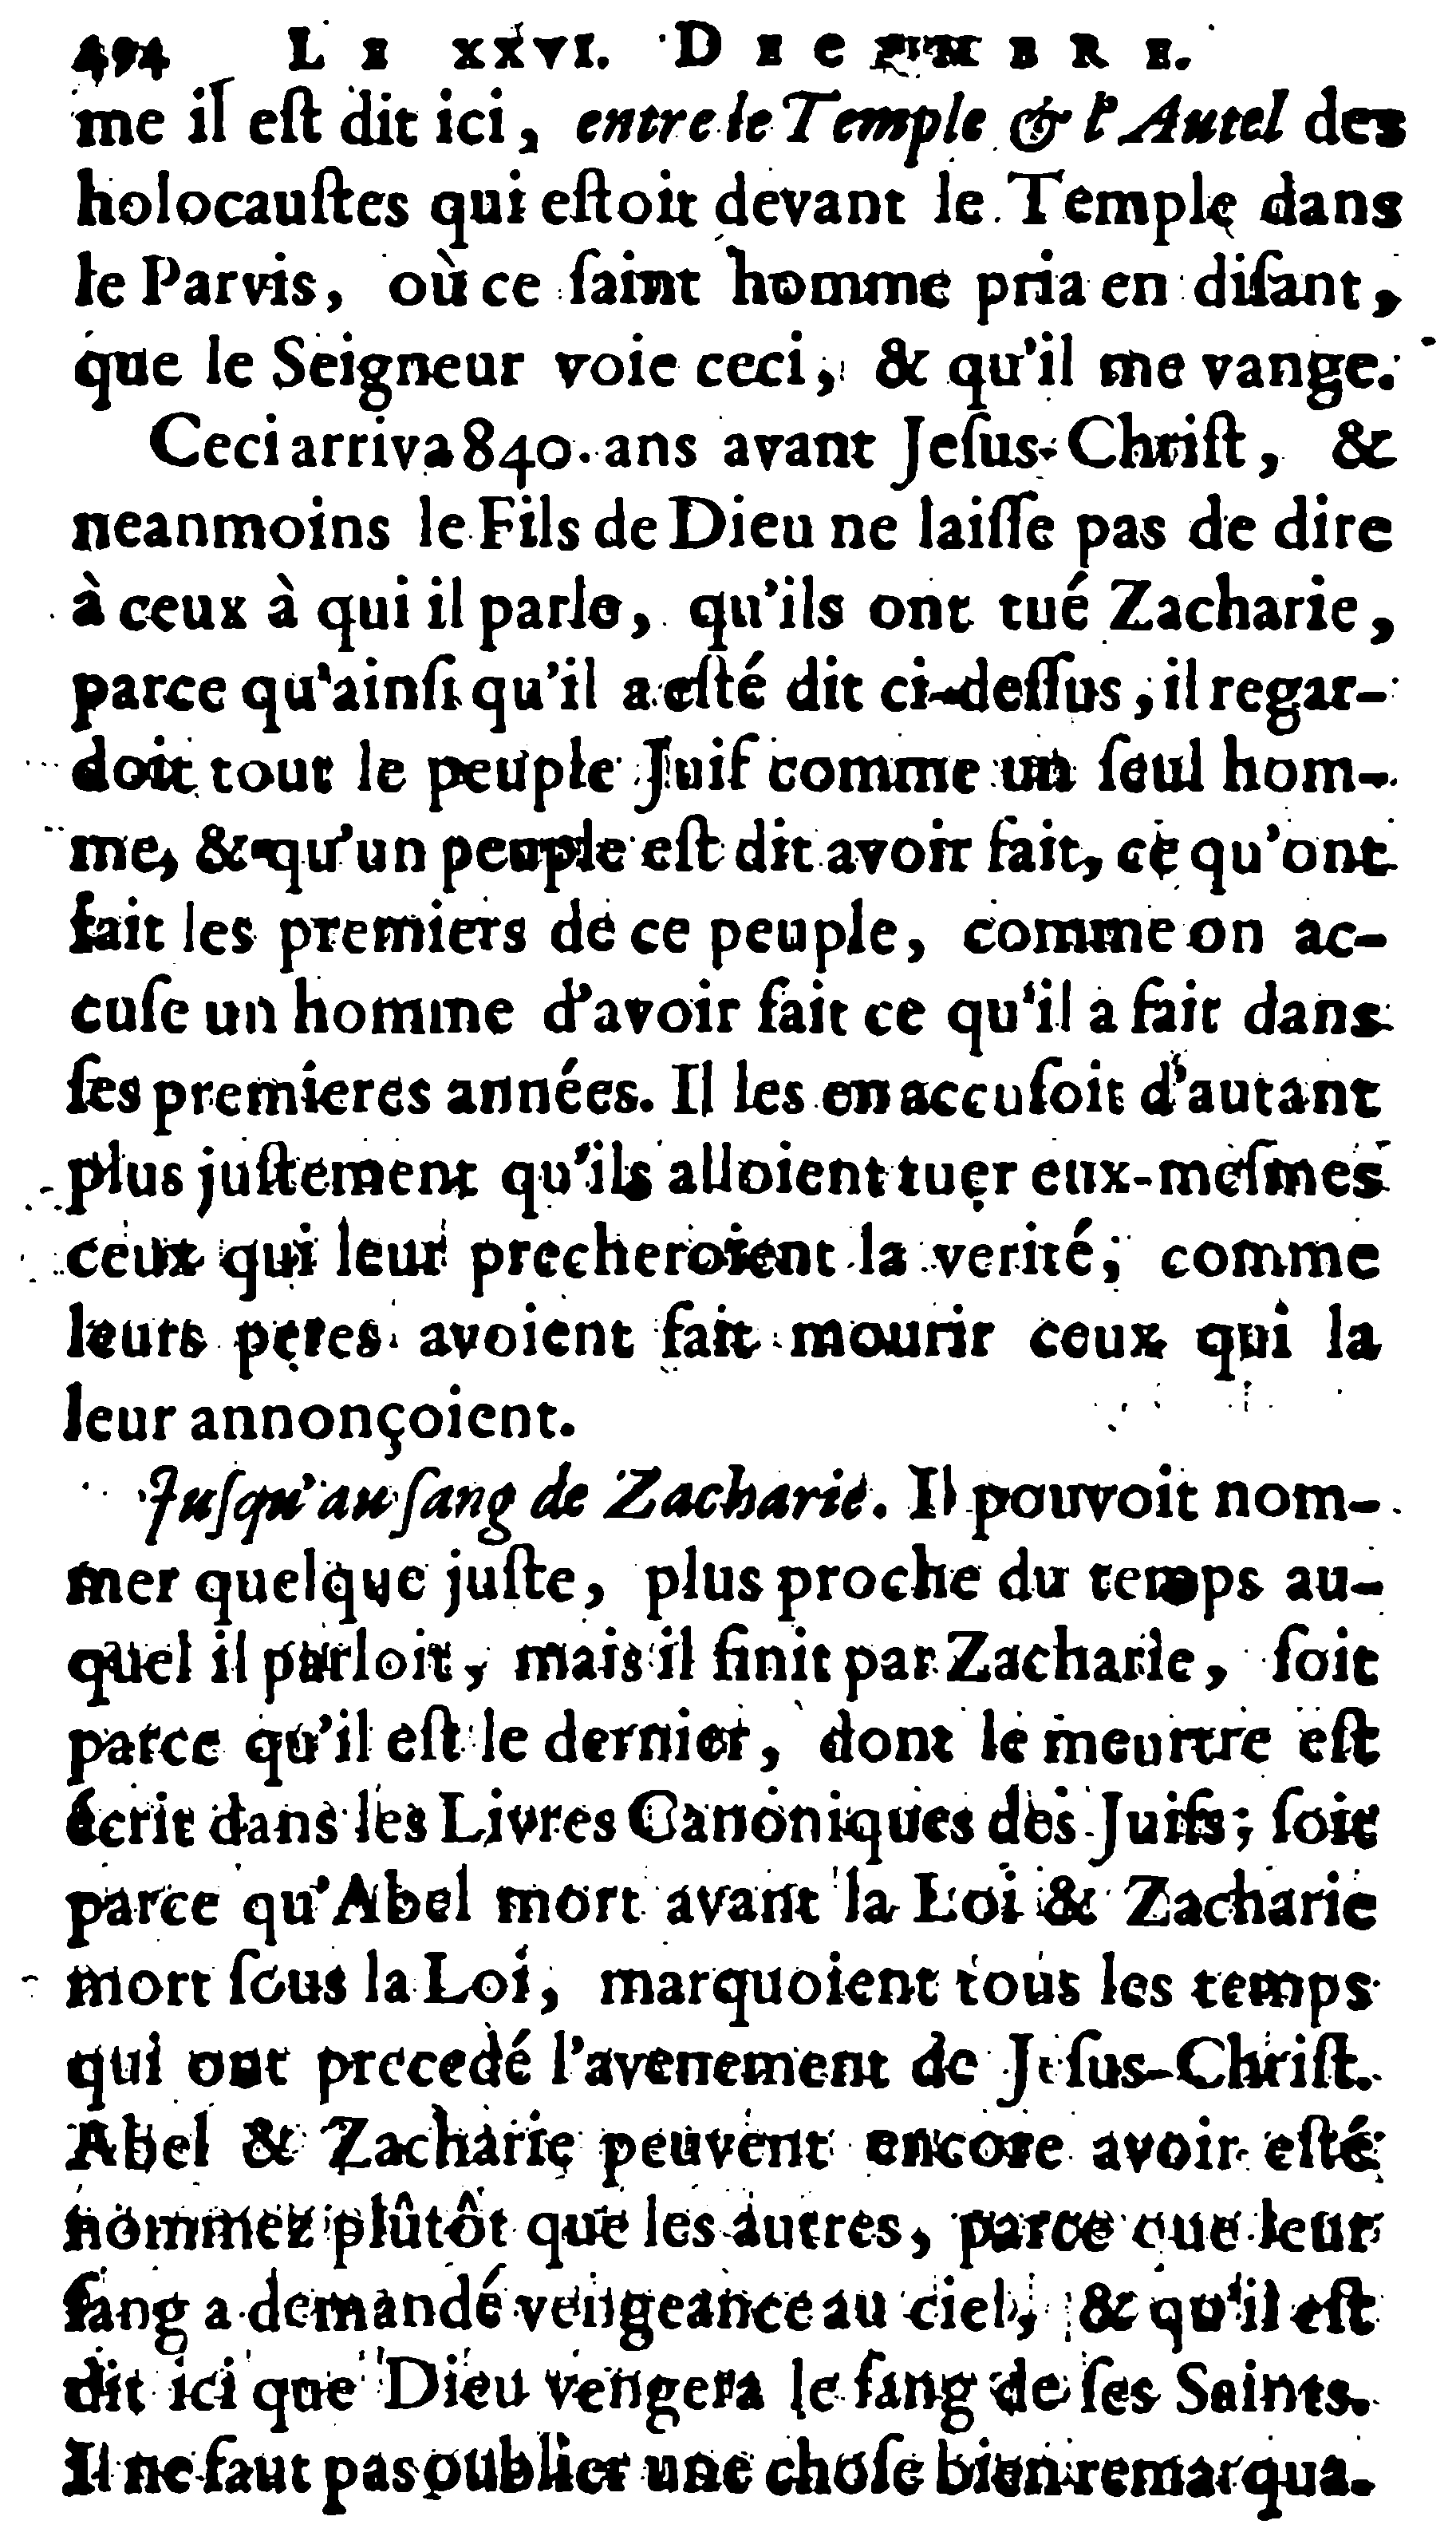 494 LE XXVI. DECEMBRE.
me il eſt dit ici, entre le Temple & l'Autel des
holocauſtes qui eſtoit devant le Temple dans
le Parvis, où ce ſaint homme pria en diſant,
que le Seigneur voie ceci, & qu'il me vange.
Ceci arriva 840. ans avant Jeſus-Chriſt, &
neanmoins le Fils de Dieu ne laiſſe pas de dire
à ceux à qui il parle, qu'ils ont tué Zacharie,
parce qu'ainſi qu'il a eſté dit ci-deſſus, il regar-
doit tout le peuple Juif comme un ſeul hom-
me, & qu'un peuple eſt dit avoir fait, ce qu'ont
fait les premiers de ce peuple, comme on ac-
cuſe un homme d'avoir fait ce qu'il a fait dans
ſes premieres années. Il les en accuſoit d'autant
plus juſtement qu'ils alloient tuer eux-meſmes
ceux qui leur precheroient la verité; comme
leurs peres avoient fait mourir ceux qui la
leur annonçoient.
Juſqu'au ſang de Zacharie. Il pouvoit nom-
mer quelque juſte, plus proche du temps au-
quel il parloit, mais il finit par Zacharie, ſoit
parce qu'il eſt le dernier, dont le meurtre eſt
écrit dans les Livres Canoniques des Juifs; ſoit
parce qu'Abel mort avant la Loi & Zacharie
mort ſous la Loi, marquoient tous les temps
qui ont precedé l'avenement de Jeſus-Chriſt.
Abel & Zacharie peuvent encore avoir eſté
nommez plûtôt que les autres, parce que leur
ſang a demandé vengeance au ciel, & qu'il eſt
dit ici que Dieu vengera le ſang de ſes Saints.
Il ne faut pas oublier une choſe bien remarqua-